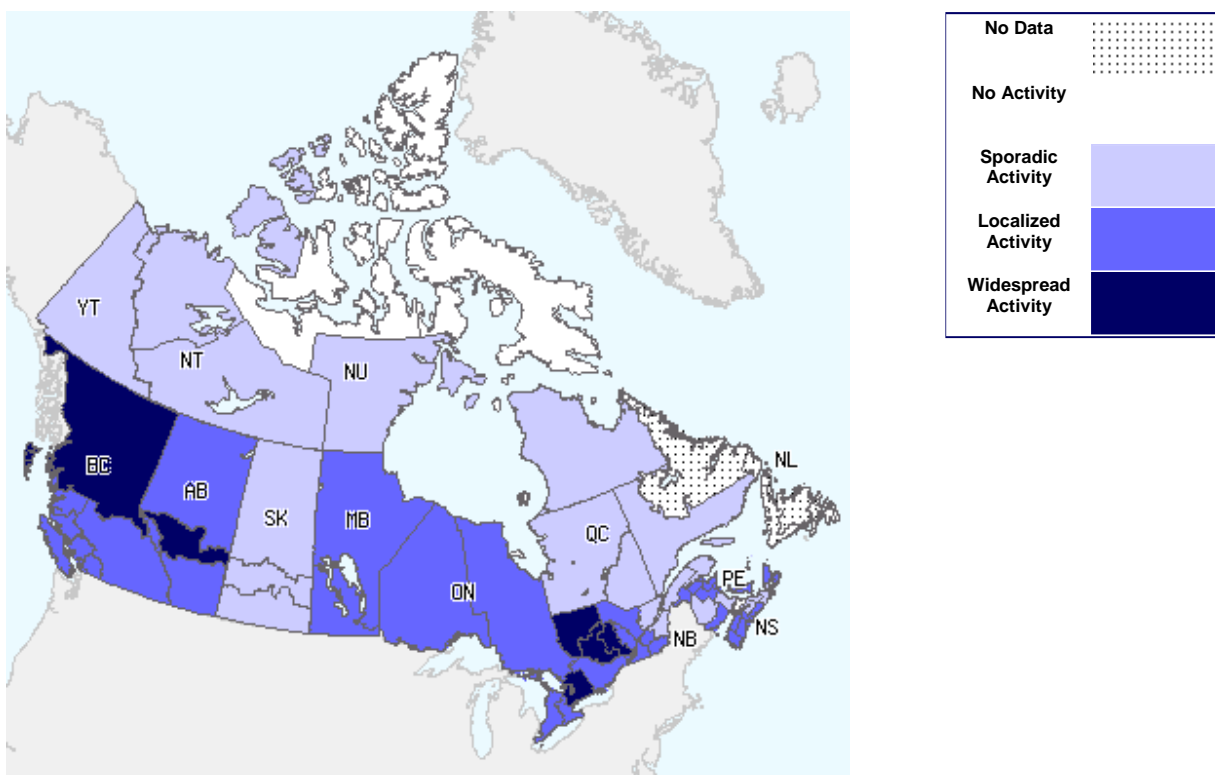 YT
NT
NU
BC
AB
SK
MB
ON
QC
NL
PE
NB
NS
No Data
No Activity
Sporadic
Activity
Localized
Activity
Widespread
Activity